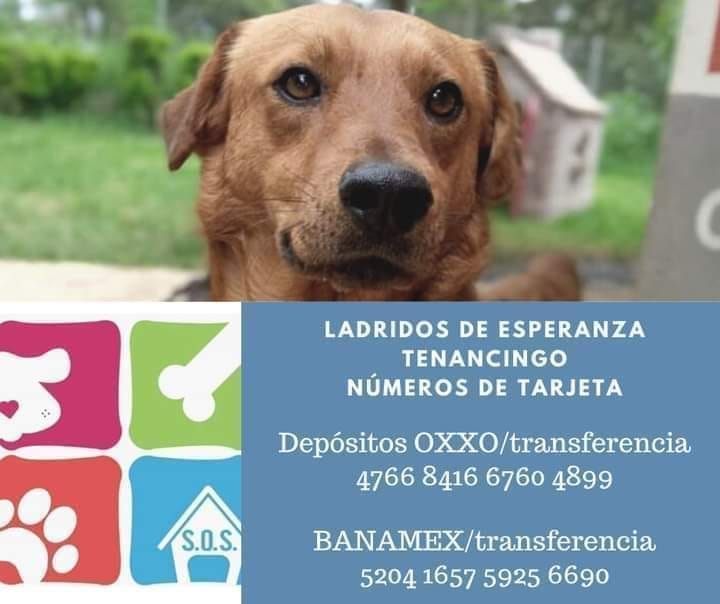 LADRIDOS DE ESPERANZA
TENANCINGO
NÚMEROS DE TARJETA
Depósitos OXXO/transferencia
4766 8416 6760 4899
BANAMEX/transferencia
5204 1657 5925 6690
S.O.S.